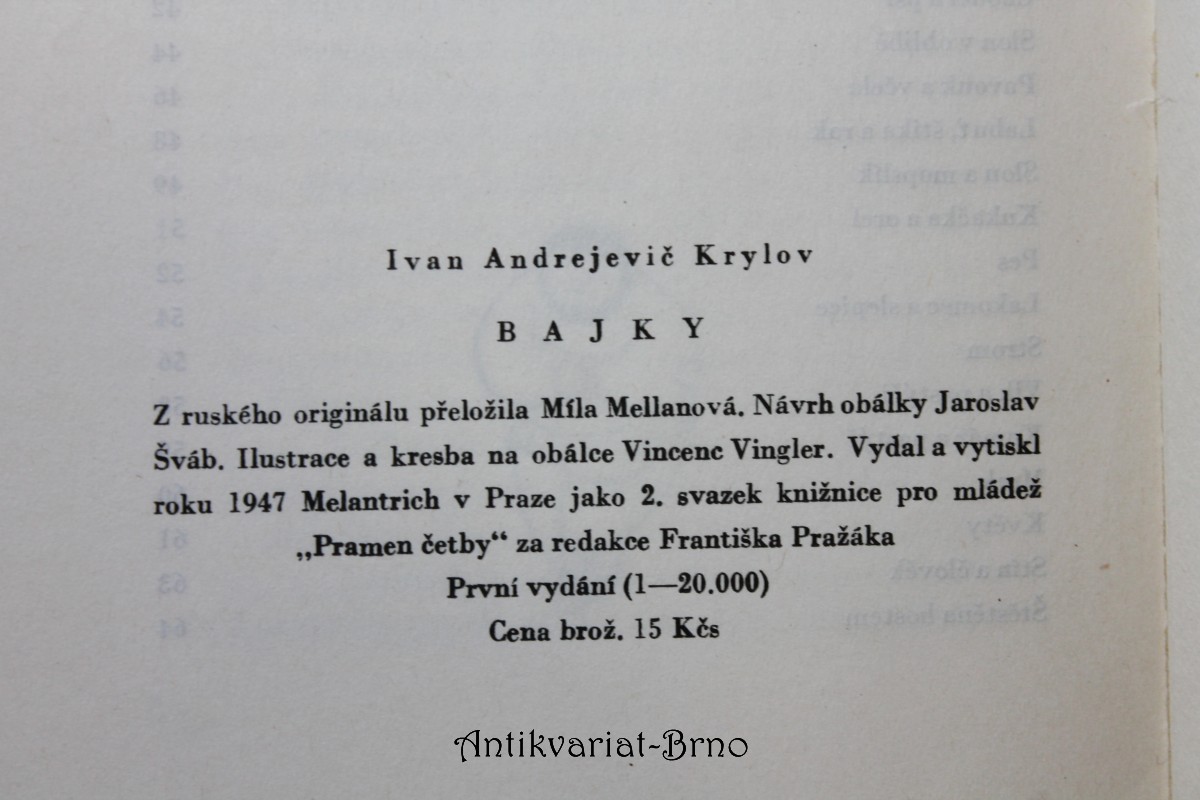 Ivan Andrejevič Krylov
BAJKY
Z ruského originálu přeložila Míla Mellanová. Návrh obálky Jaroslav
Šváb. Ilustrace a kresba na obálce Vincenc Vingler. Vydal a vytiskl
roku 1947 Melantrich v Praze jako 2. svazek knižnice pro mládež
„Pramen četby“ za redakce Františka Pražáka
První vydání (1—20.000)
Cena brož. 15 Kčs
Antikvariat-Brno